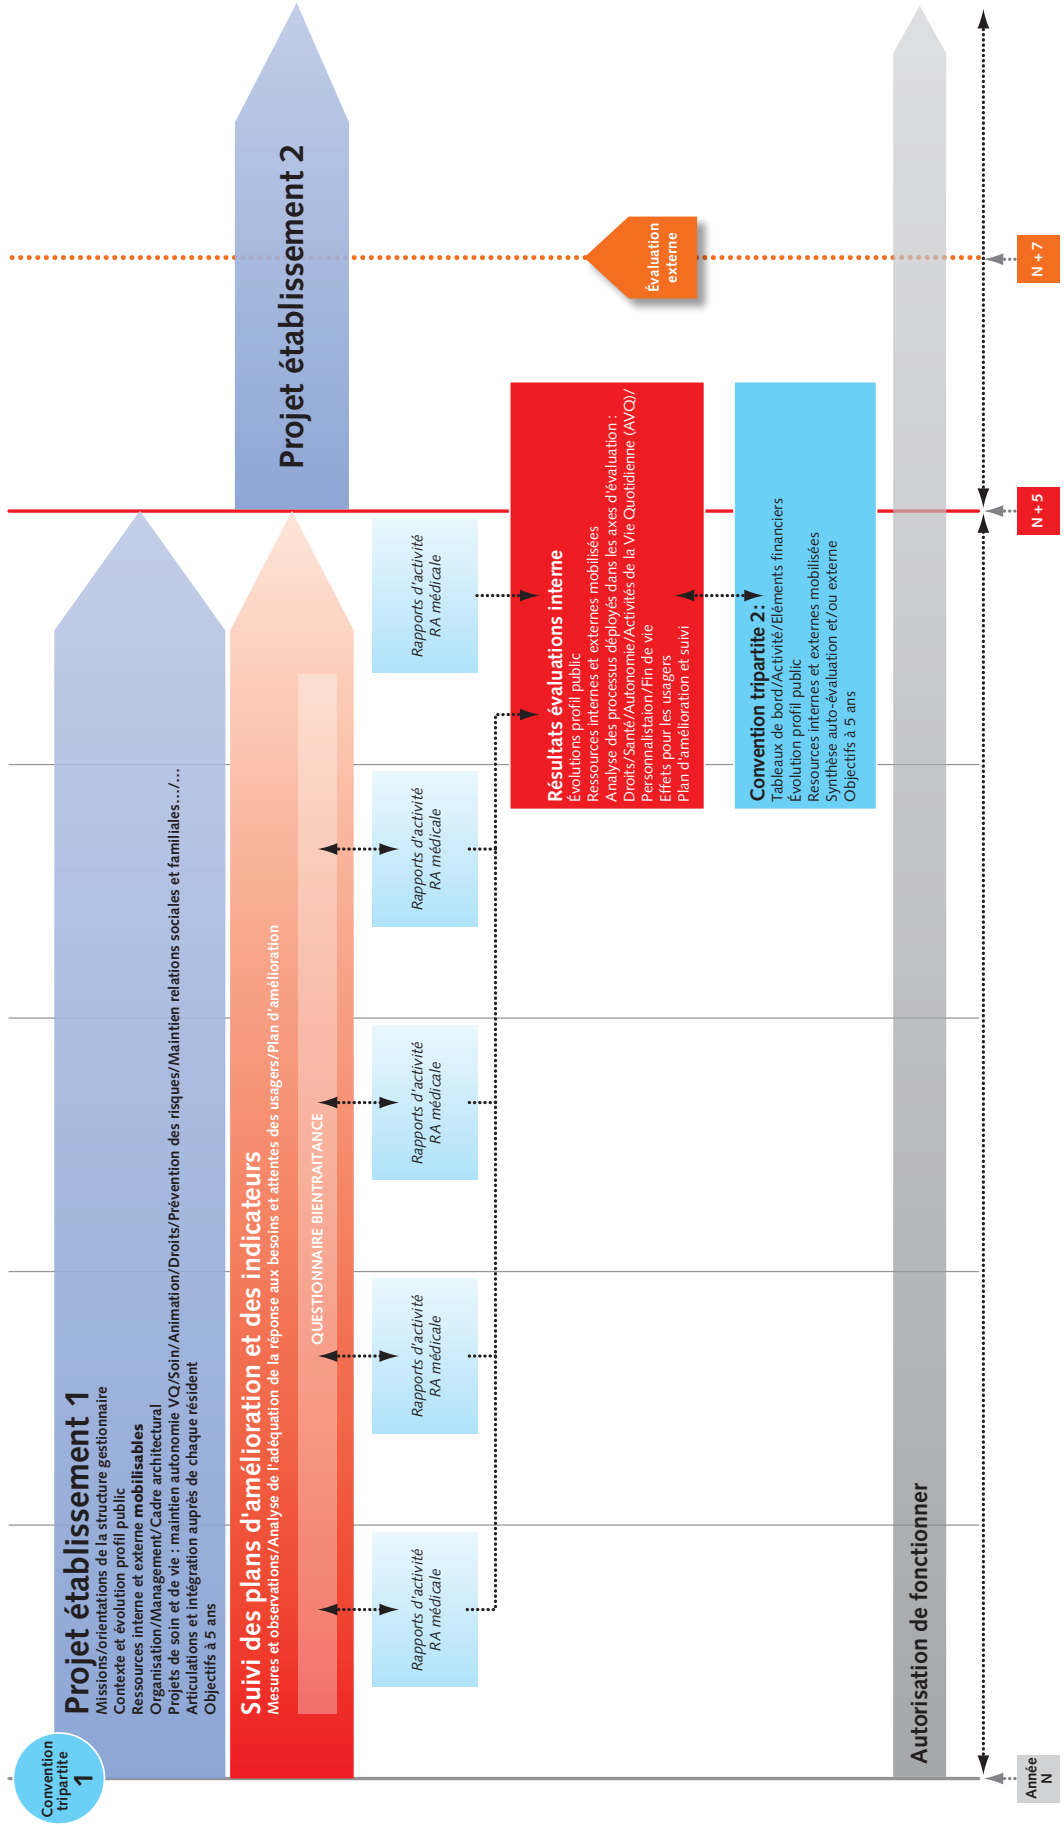 Convention
tripartite
1
Projet établissement 1
Missions/orientations de la structure gestionnaire
Contexte et évolution profil public
Ressources interne et externe mobilisables
Organisation/Management/Cadre architectural
Projets de soin et de vie : maintien autonomie VQ/Soin/Animation/Droits/Prévention des risques/Maintien relations sociales et familiales.../...
Articulations et intégration auprès de chaque résident
Objectifs à 5 ans
Projet établissement 2
Suivi des plans d'amélioration et des indicateurs
Mesures et observations/Analyse de l'adéquation de la réponse aux besoins et attentes des usagers/Plan d'amélioration
QUESTIONNAIRE BIENTRAITANCE
Rapports d'activité
RA médicale
Rapports d'activité
RA médicale
Rapports d'activité
RA médicale
Rapports d'activité
RA médicale
Rapports d'activité
RA médicale
Résultats évaluations interne
Évolutions profil public
Ressources internes et externes mobilisées
Analyse des processus déployés dans les axes d'évaluation :
Droits/Santé/Autonomie/Activités de la Vie Quotidienne (AVQ)/
Personnalistaion/Fin de vie
Effets pour les usagers
Plan d'amélioration et suivi
Évaluation
externe
Convention tripartite 2:
Tableaux de bord/Activité/Eléments financiers
Évolution profil public
Resources internes et externes mobilisées
Synthèse auto-évaluation et/ou externe
Objectifs à 5 ans
Autorisation de fonctionner
Année
N
N + 5
N + 7